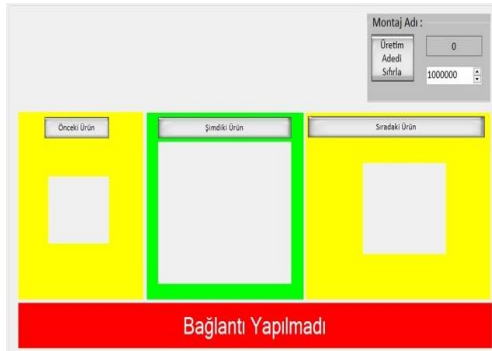 Montaj Adı :
Üretim
Adedi
Sıfırla
0
1000000
Önceki Ürün
Şimdiki Ürün
Sıradaki Ürün
Bağlantı Yapılmadı